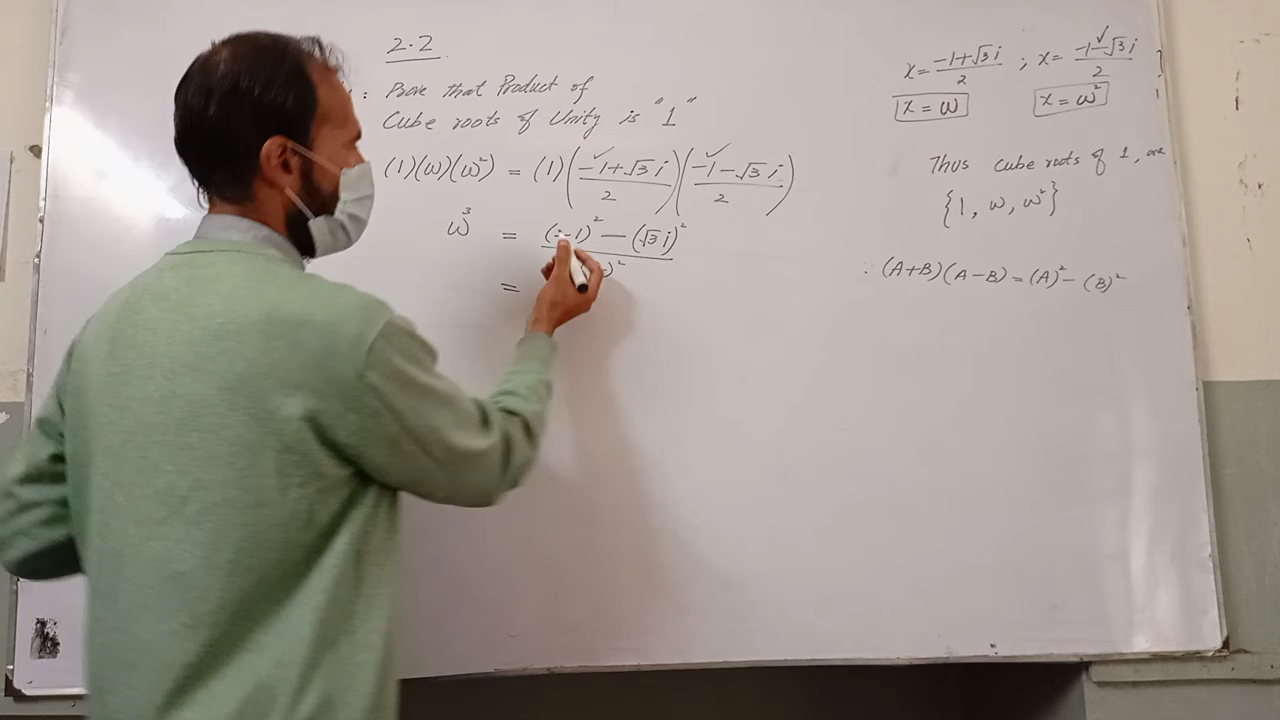 2.2
: Prove that Product of
Cube roots of Unity is "1"
(1)(ω)(ω²) = (1)((-1+√3 i)/2)((-1-√3 i)/2)
ω³ = ((-1)² - (√3 i)²)/
=
x = (-1+√3 i)/2 ; x = (-1-√3 i)/2
x = ω x = ω²
Thus cube roots of 1, are
{1, ω, ω²}
∵ (A+B)(A-B) = (A)² - (B)²